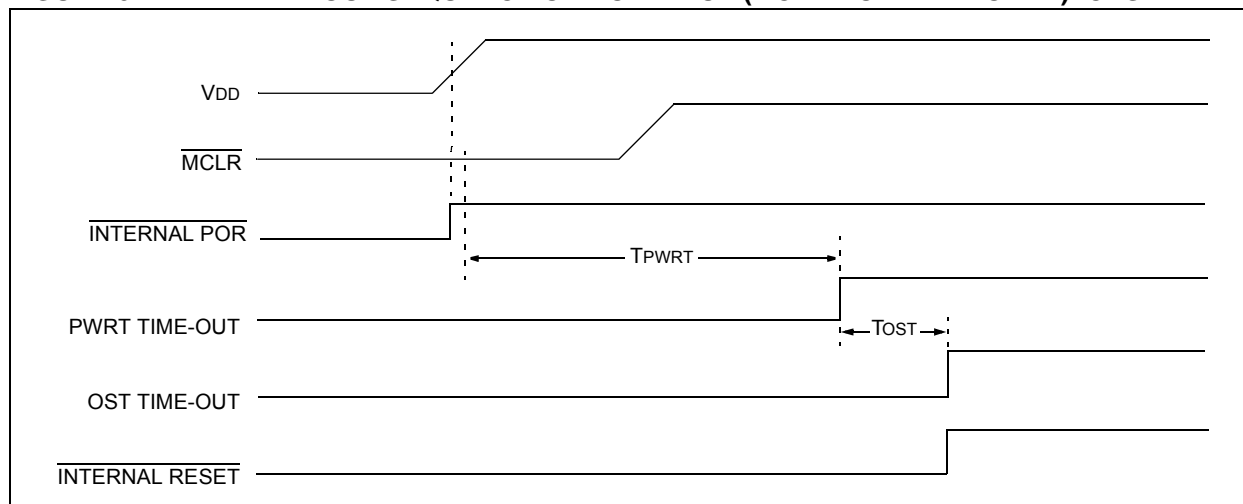 VDD
MCLR
INTERNAL POR
TPWRT
PWRT TIME-OUT
TOST
OST TIME-OUT
INTERNAL RESET